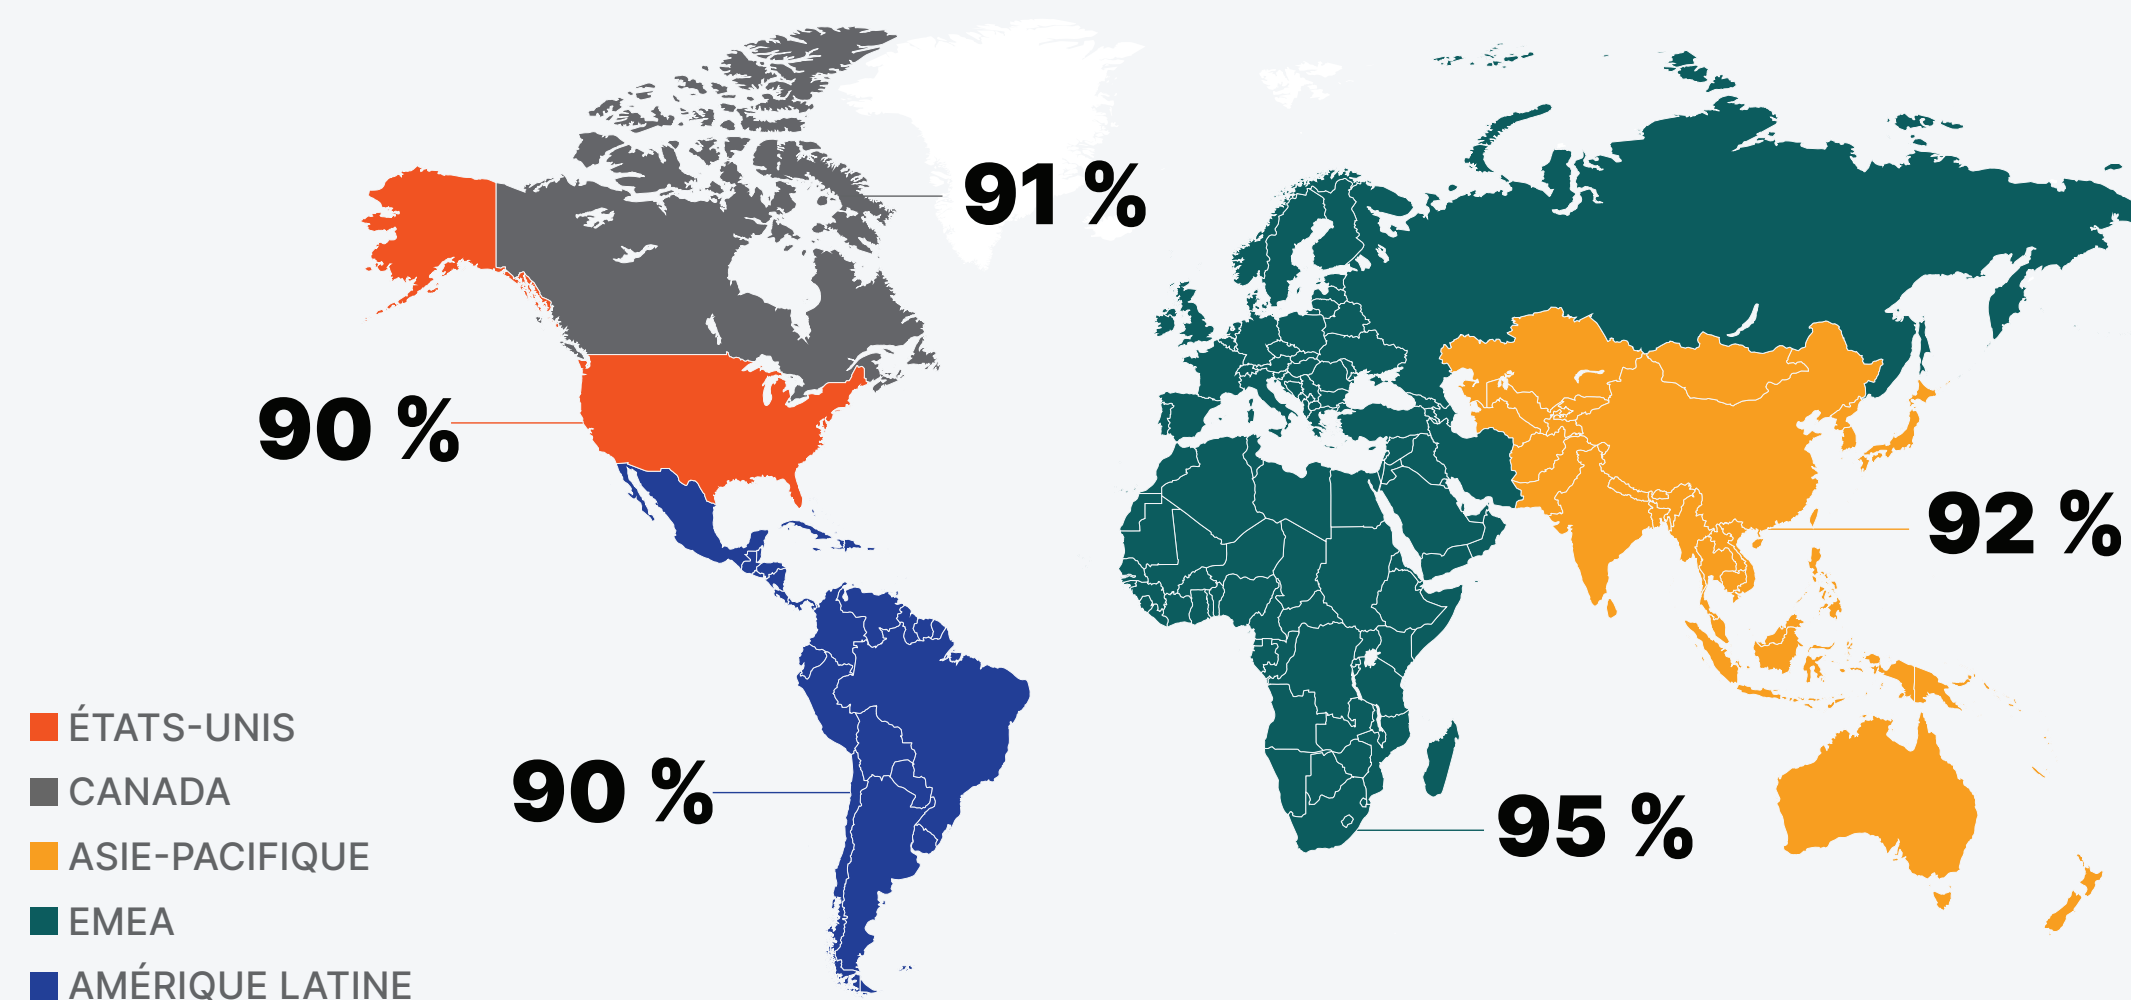 91 %
90 %
92 %
90 %
95 %
ÉTATS-UNIS
CANADA
ASIE-PACIFIQUE
EMEA
AMÉRIQUE LATINE